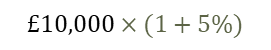 £10,000 × (1 + 5%)